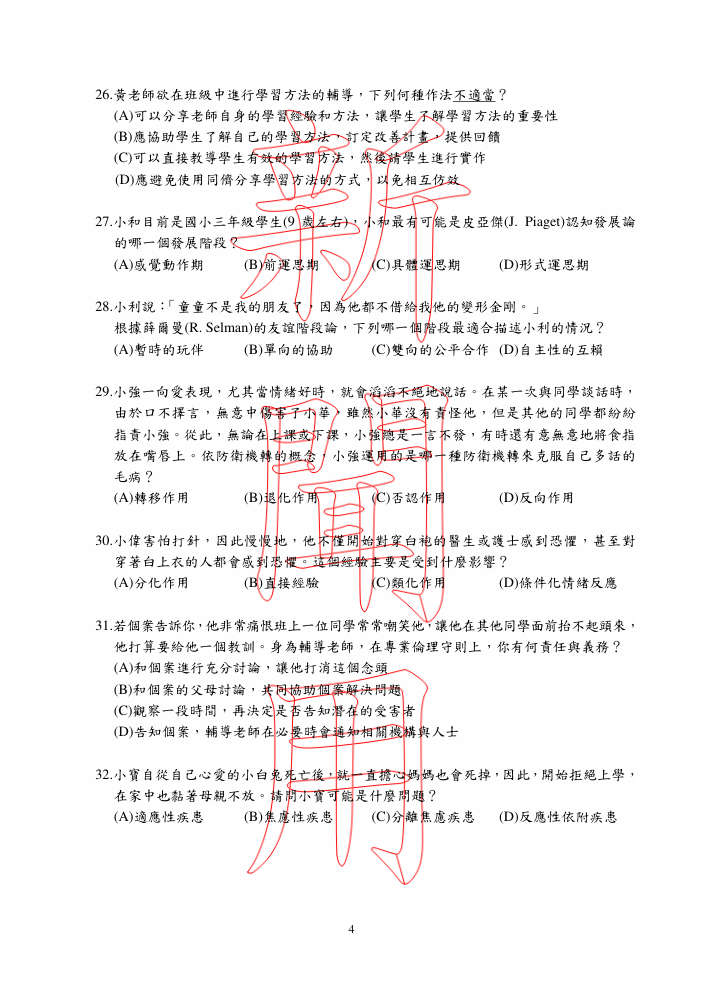 26.黃老師欲在班級中進行學習方法的輔導，下列何種作法不適當？
(A)可以分享老師自身的學習經驗和方法，讓學生了解學習方法的重要性
(B)應協助學生了解自己的學習方法，訂定改善計畫，提供回饋
(C)可以直接教導學生有效的學習方法，然後請學生進行實作
(D)應避免使用同儕分享學習方法的方式，以免相互仿效
27.小和目前是國小三年級學生(9 歲左右)，小和最有可能是皮亞傑(J. Piaget)認知發展論
的哪一個發展階段？
(A)感覺動作期 (B)前運思期 (C)具體運思期 (D)形式運思期
28.小利說：「童童不是我的朋友了，因為他都不借給我他的變形金剛。」
根據薛爾曼(R. Selman)的友誼階段論，下列哪一個階段最適合描述小利的情況？
(A)暫時的玩伴 (B)單向的協助 (C)雙向的公平合作 (D)自主性的互賴
29.小強一向愛表現，尤其當情緒好時，就會滔滔不絕地說話。在某一次與同學談話時，
由於口不擇言，無意中傷害了小華，雖然小華沒有責怪他，但是其他的同學都紛紛
指責小強。從此，無論在上課或下課，小強總是一言不發，有時還有意無意地將食指
放在嘴唇上。依防衛機轉的概念，小強運用的是哪一種防衛機轉來克服自己多話的
毛病？
(A)轉移作用 (B)退化作用 (C)否認作用 (D)反向作用
30.小偉害怕打針，因此慢慢地，他不僅開始對穿白袍的醫生或護士感到恐懼，甚至對
穿著白上衣的人都會感到恐懼。這個經驗主要是受到什麼影響？
(A)分化作用 (B)直接經驗 (C)類化作用 (D)條件化情緒反應
31.若個案告訴你，他非常痛恨班上一位同學常常嘲笑他，讓他在其他同學面前抬不起頭來，
他打算要給他一個教訓。身為輔導老師，在專業倫理守則上，你有何責任與義務？
(A)和個案進行充分討論，讓他打消這個念頭
(B)和個案的父母討論，共同協助個案解決問題
(C)觀察一段時間，再決定是否告知潛在的受害者
(D)告知個案，輔導老師在必要時會通知相關機構與人士
32.小寶自從自己心愛的小白兔死亡後，就一直擔心媽媽也會死掉，因此，開始拒絕上學，
在家中也黏著母親不放。請問小寶可能是什麼問題？
(A)適應性疾患 (B)焦慮性疾患 (C)分離焦慮疾患 (D)反應性依附疾患
4